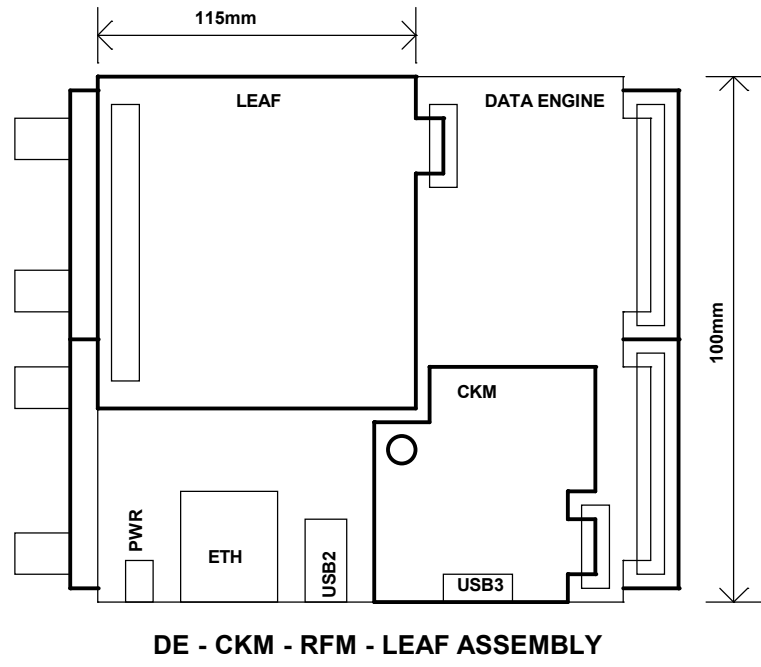 115mm
LEAF
DATA ENGINE
100mm
CKM
PWR
ETH
USB2
USB3
DE - CKM - RFM - LEAF ASSEMBLY